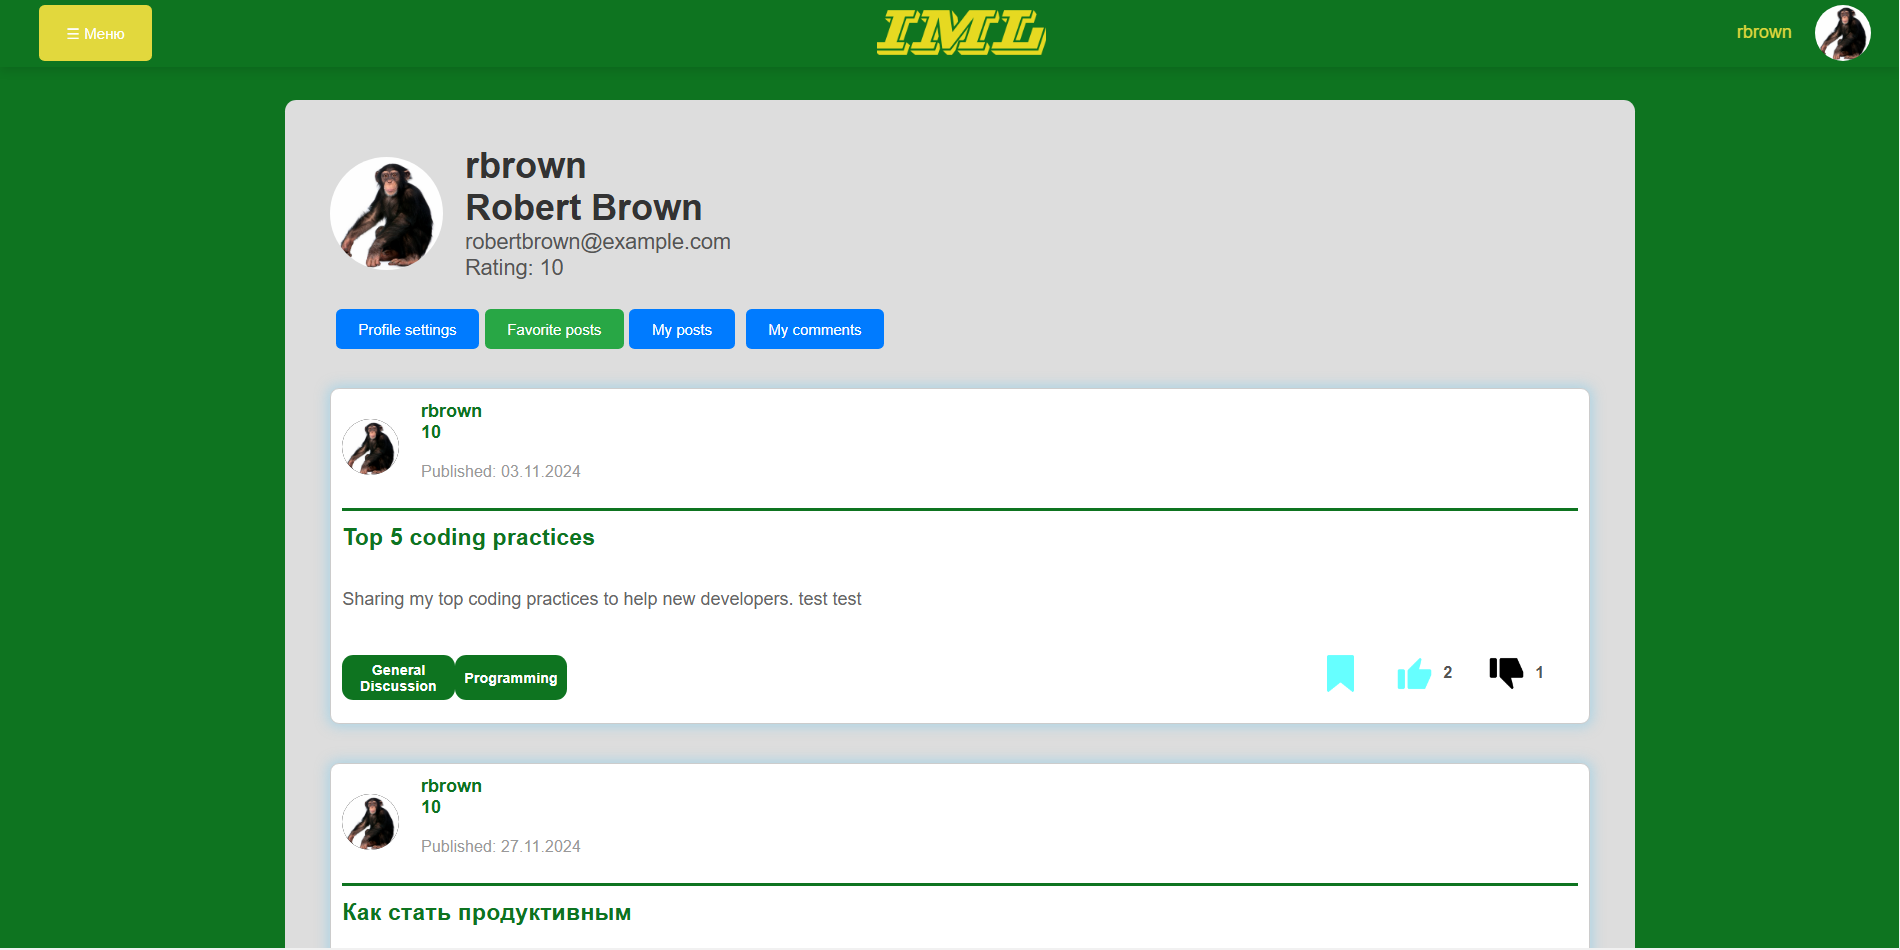 ☰ Меню
IML
rbrown
rbrown
Robert Brown
robertbrown@example.com
Rating: 10
Profile settings
Favorite posts
My posts
My comments
rbrown
10
Published: 03.11.2024
Top 5 coding practices
Sharing my top coding practices to help new developers. test test
General
Discussion
Programming
2
1
rbrown
10
Published: 27.11.2024
Как стать продуктивным